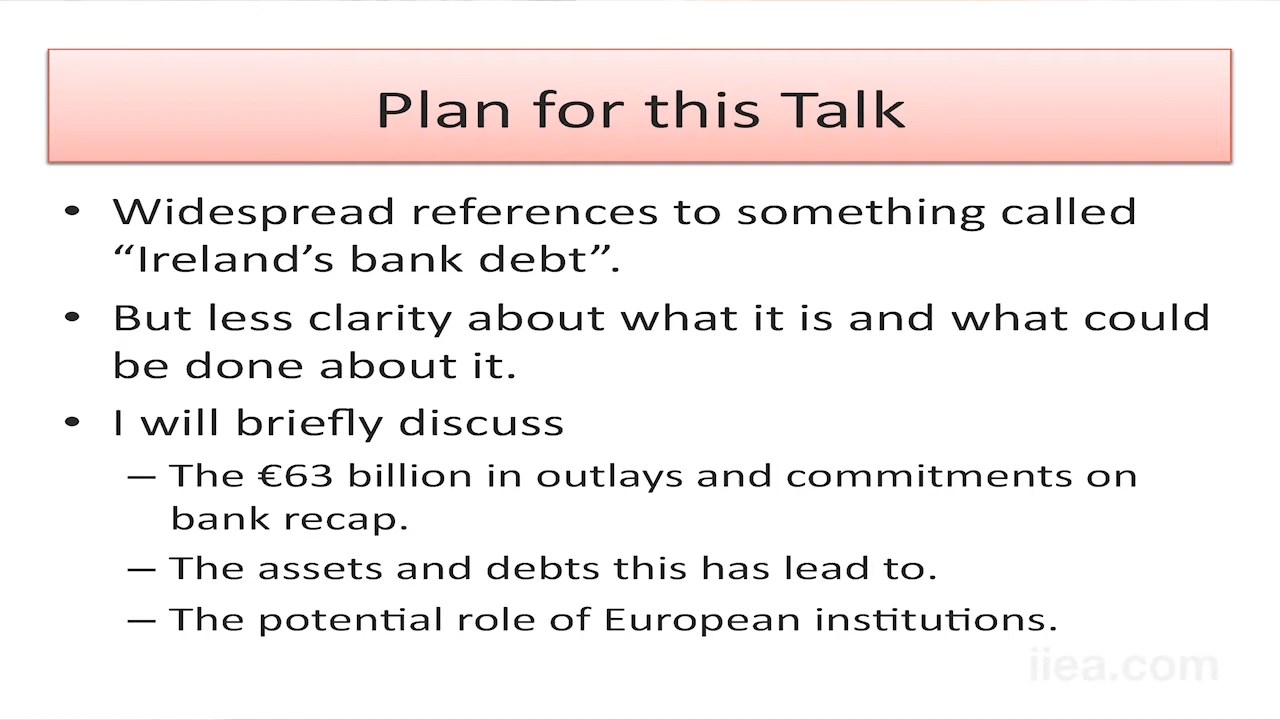 Plan for this Talk
• Widespread references to something called
“Ireland’s bank debt”.
• But less clarity about what it is and what could
be done about it.
• I will briefly discuss
– The €63 billion in outlays and commitments on
bank recap.
– The assets and debts this has lead to.
– The potential role of European institutions.
iiea.com